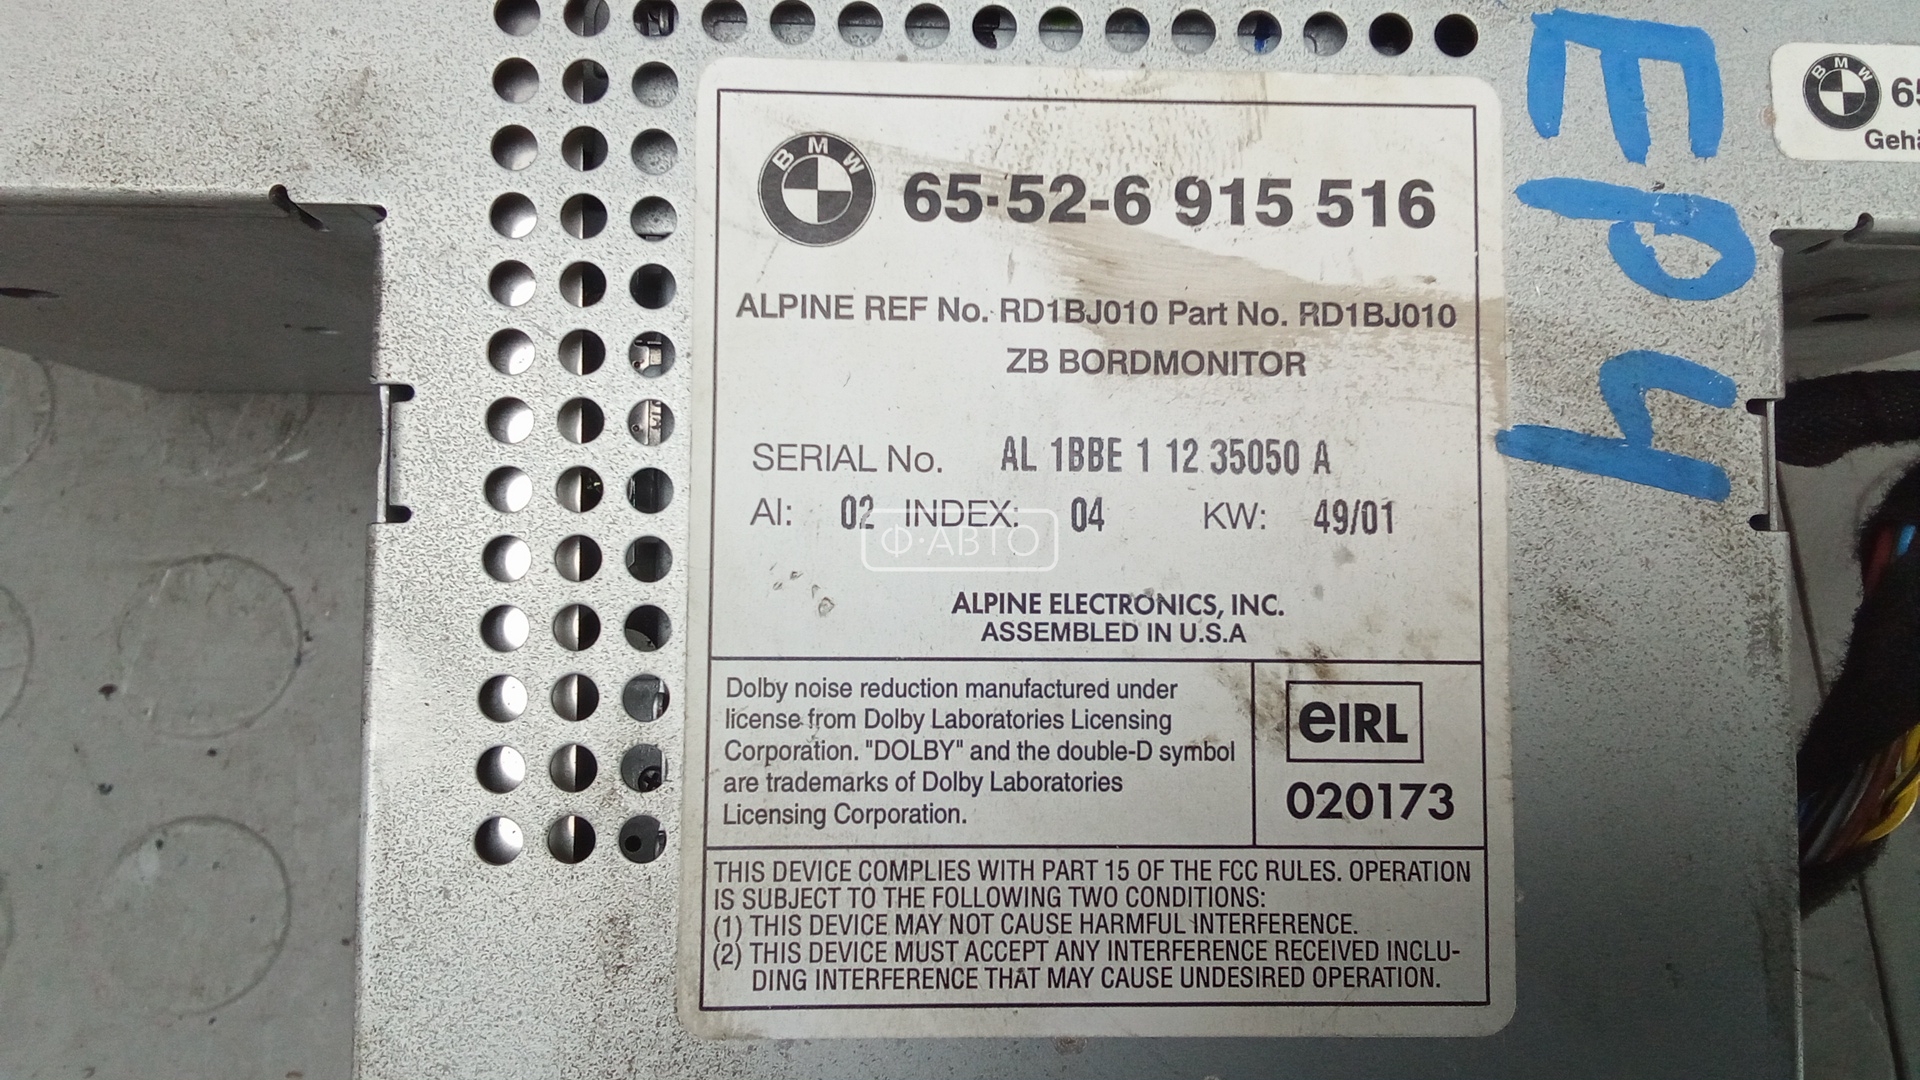 BMW 65·52-6 915 516
ALPINE REF No. RD1BJ010 Part No. RD1BJ010
ZB BORDMONITOR
SERIAL No. AL 1BBE 1 12 35050 A
AI: 02 INDEX: 04 KW: 49/01
Ф·АВТО
ALPINE ELECTRONICS, INC.
ASSEMBLED IN U.S.A
Dolby noise reduction manufactured under
license from Dolby Laboratories Licensing
Corporation. "DOLBY" and the double-D symbol
are trademarks of Dolby Laboratories
Licensing Corporation.
eIRL
020173
THIS DEVICE COMPLIES WITH PART 15 OF THE FCC RULES. OPERATION
IS SUBJECT TO THE FOLLOWING TWO CONDITIONS:
(1) THIS DEVICE MAY NOT CAUSE HARMFUL INTERFERENCE.
(2) THIS DEVICE MUST ACCEPT ANY INTERFERENCE RECEIVED INCLU-
DING INTERFERENCE THAT MAY CAUSE UNDESIRED OPERATION.
BMW 65